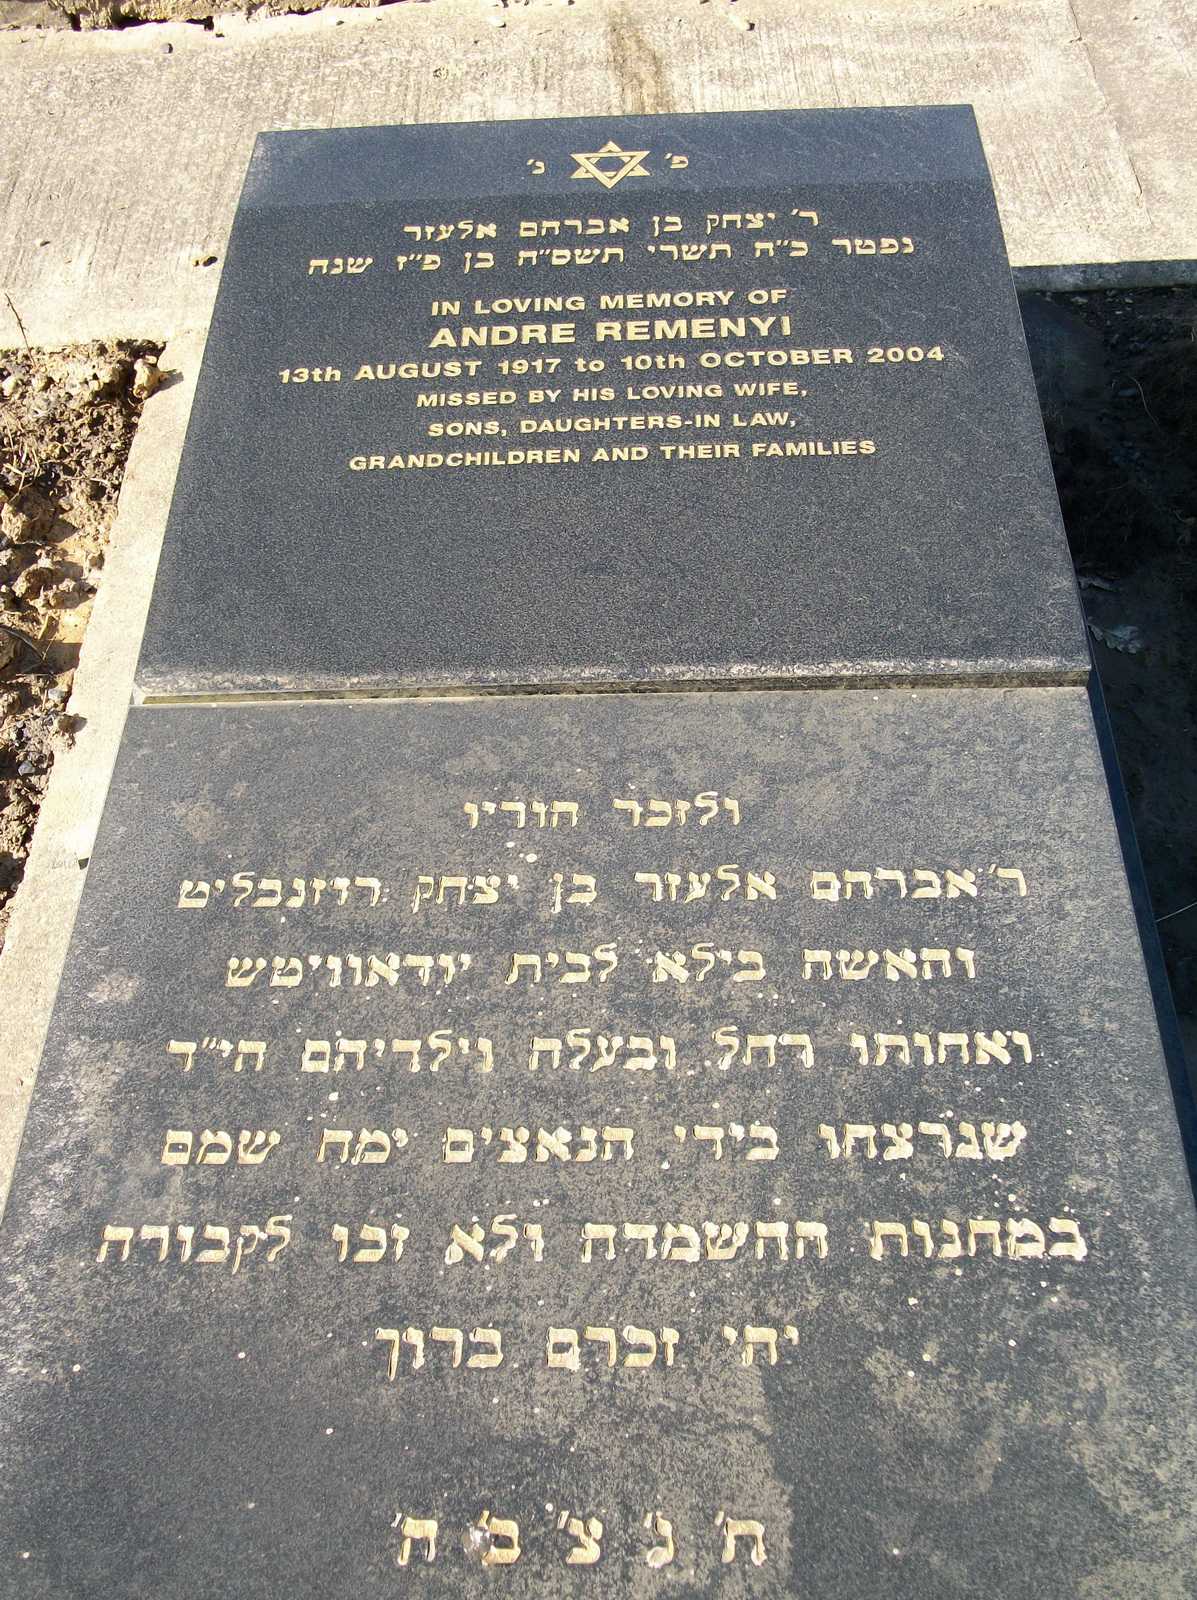 פ׳ נ׳
ר׳ יצחק בן אברהם אלעזר
נפטר כ״ה תשרי תשס״ה בן פ״ז שנה
IN LOVING MEMORY OF
ANDRE REMENYI
13th AUGUST 1917 to 10th OCTOBER 2004
MISSED BY HIS LOVING WIFE,
SONS, DAUGHTERS-IN LAW,
GRANDCHILDREN AND THEIR FAMILIES
ולזכר הוריו
ר׳ אברהם אלעזר בן יצחק רוזנבליט
והאשה בילא לבית יודאוויטש
ואחותו רחל ובעלה וילדיהם הי״ד
שנרצחו בידי הנאצים ימח שמם
במחנות ההשמדה ולא זכו לקבורה
יהי זכרם ברוך
ת׳ נ׳ צ׳ ב׳ ה׳